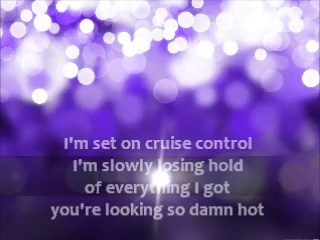 I'm set on cruise control
I'm slowly losing hold
of everything I got
you're looking so damn hot